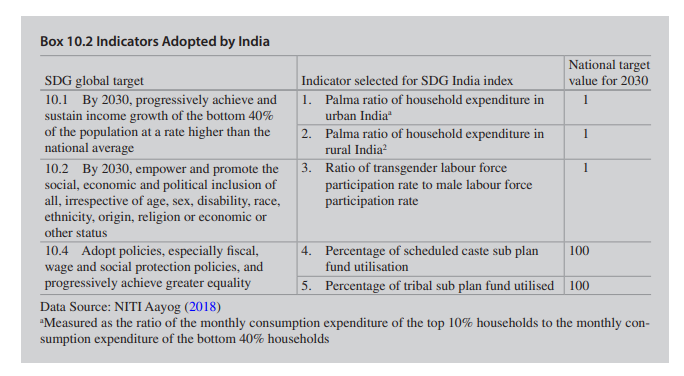 Box 10.2 Indicators Adopted by India
SDG global target Indicator selected for SDG India index National target value for 2030
10.1 By 2030, progressively achieve and
sustain income growth of the bottom 40%
of the population at a rate higher than the
national average
1. Palma ratio of household expenditure in
urban Indiaᵃ
1
2. Palma ratio of household expenditure in
rural India²
1
10.2 By 2030, empower and promote the
social, economic and political inclusion of
all, irrespective of age, sex, disability, race,
ethnicity, origin, religion or economic or
other status
3. Ratio of transgender labour force
participation rate to male labour force
participation rate
1
10.4 Adopt policies, especially fiscal,
wage and social protection policies, and
progressively achieve greater equality
4. Percentage of scheduled caste sub plan
fund utilisation
100
5. Percentage of tribal sub plan fund utilised 100
Data Source: NITI Aayog (2018)
ᵃMeasured as the ratio of the monthly consumption expenditure of the top 10% households to the monthly con-
sumption expenditure of the bottom 40% households